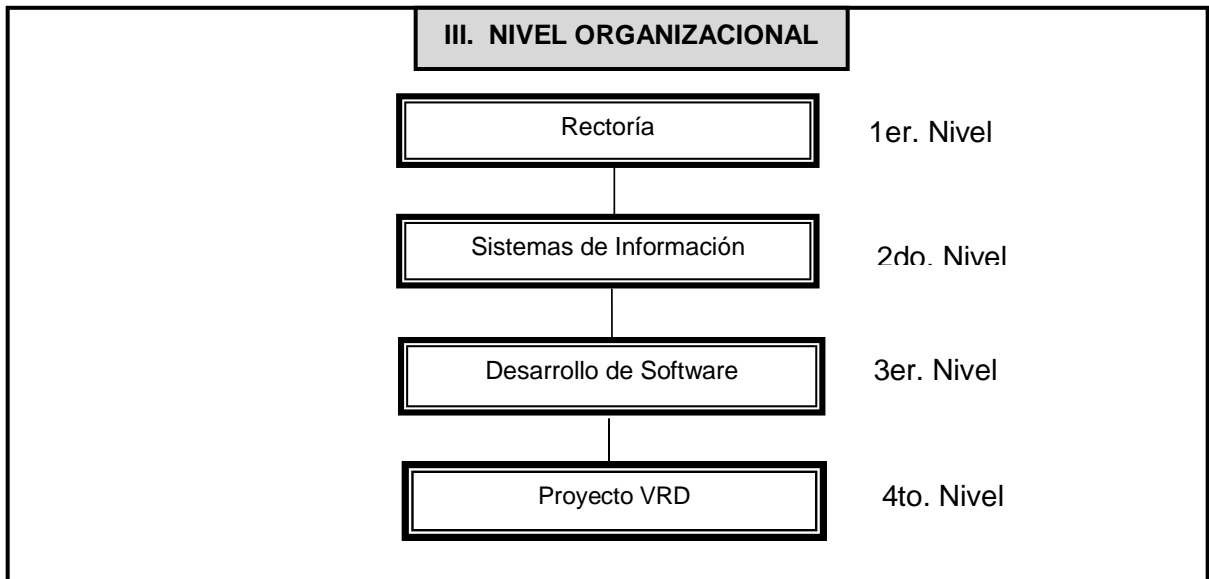 III. NIVEL ORGANIZACIONAL
Rectoría
1er. Nivel
Sistemas de Información
2do. Nivel
Desarrollo de Software
3er. Nivel
Proyecto VRD
4to. Nivel